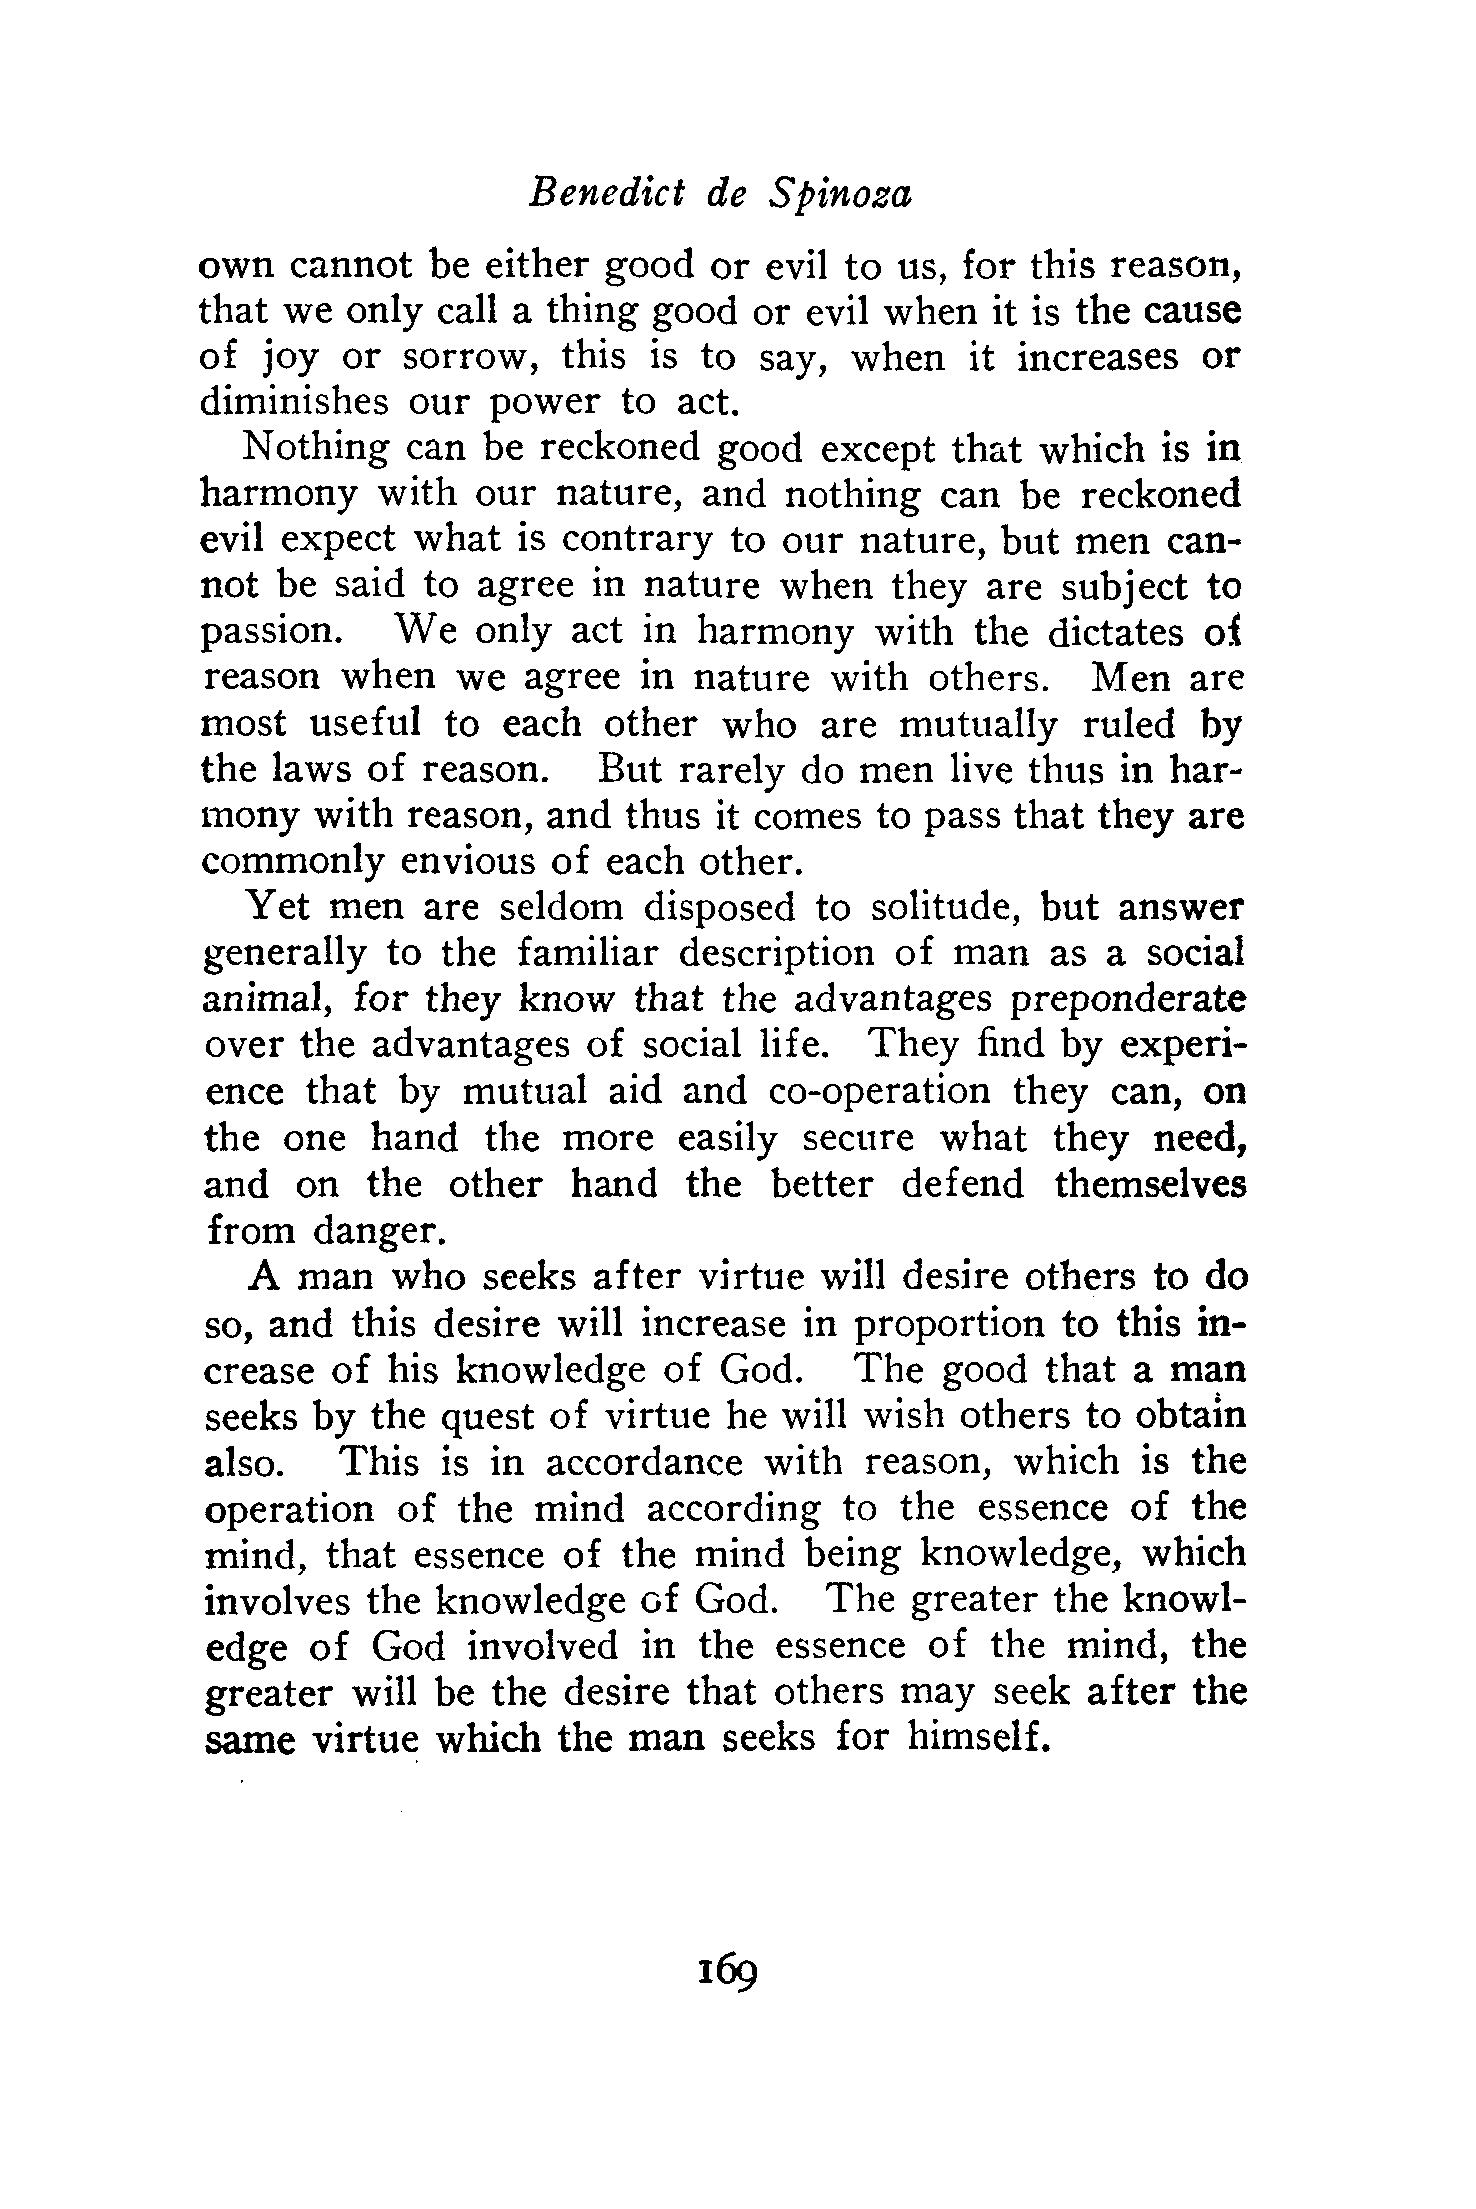 Benedict de Spinoza
own cannot be either good or evil to us, for this reason,
that we only call a thing good or evil when it is the cause
of joy or sorrow, this is to say, when it increases or
diminishes our power to act.
Nothing can be reckoned good except that which is in
harmony with our nature, and nothing can be reckoned
evil expect what is contrary to our nature, but men can-
not be said to agree in nature when they are subject to
passion. We only act in harmony with the dictates of
reason when we agree in nature with others. Men are
most useful to each other who are mutually ruled by
the laws of reason. But rarely do men live thus in har-
mony with reason, and thus it comes to pass that they are
commonly envious of each other.
Yet men are seldom disposed to solitude, but answer
generally to the familiar description of man as a social
animal, for they know that the advantages preponderate
over the advantages of social life. They find by experi-
ence that by mutual aid and co-operation they can, on
the one hand the more easily secure what they need,
and on the other hand the better defend themselves
from danger.
A man who seeks after virtue will desire others to do
so, and this desire will increase in proportion to this in-
crease of his knowledge of God. The good that a man
seeks by the quest of virtue he will wish others to obtain
also. This is in accordance with reason, which is the
operation of the mind according to the essence of the
mind, that essence of the mind being knowledge, which
involves the knowledge of God. The greater the knowl-
edge of God involved in the essence of the mind, the
greater will be the desire that others may seek after the
same virtue which the man seeks for himself.
169